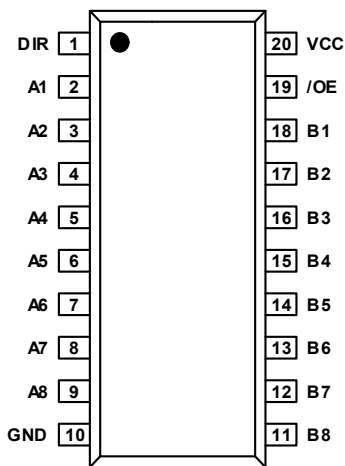 DIR 1 20 VCC
A1 2 19 /OE
A2 3 18 B1
A3 4 17 B2
A4 5 16 B3
A5 6 15 B4
A6 7 14 B5
A7 8 13 B6
A8 9 12 B7
GND 10 11 B8